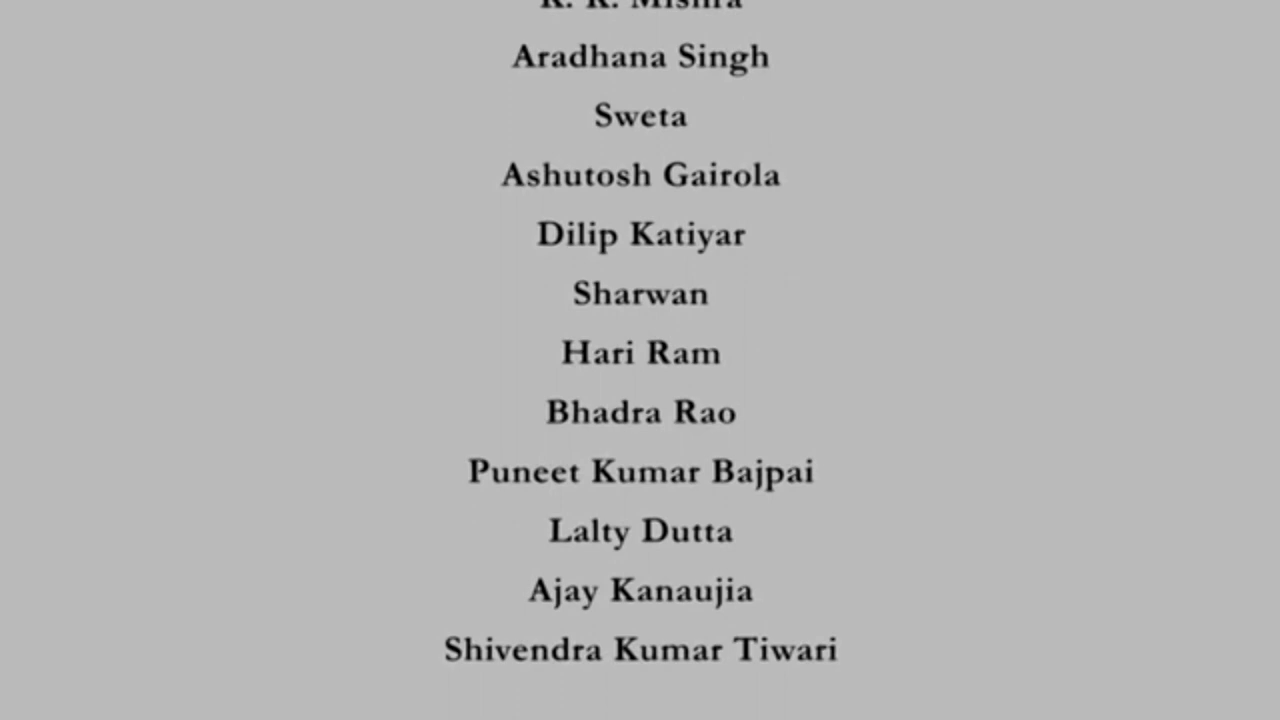 K. K. Mishra
Aradhana Singh
Sweta
Ashutosh Gairola
Dilip Katiyar
Sharwan
Hari Ram
Bhadra Rao
Puneet Kumar Bajpai
Lalty Dutta
Ajay Kanaujia
Shivendra Kumar Tiwari